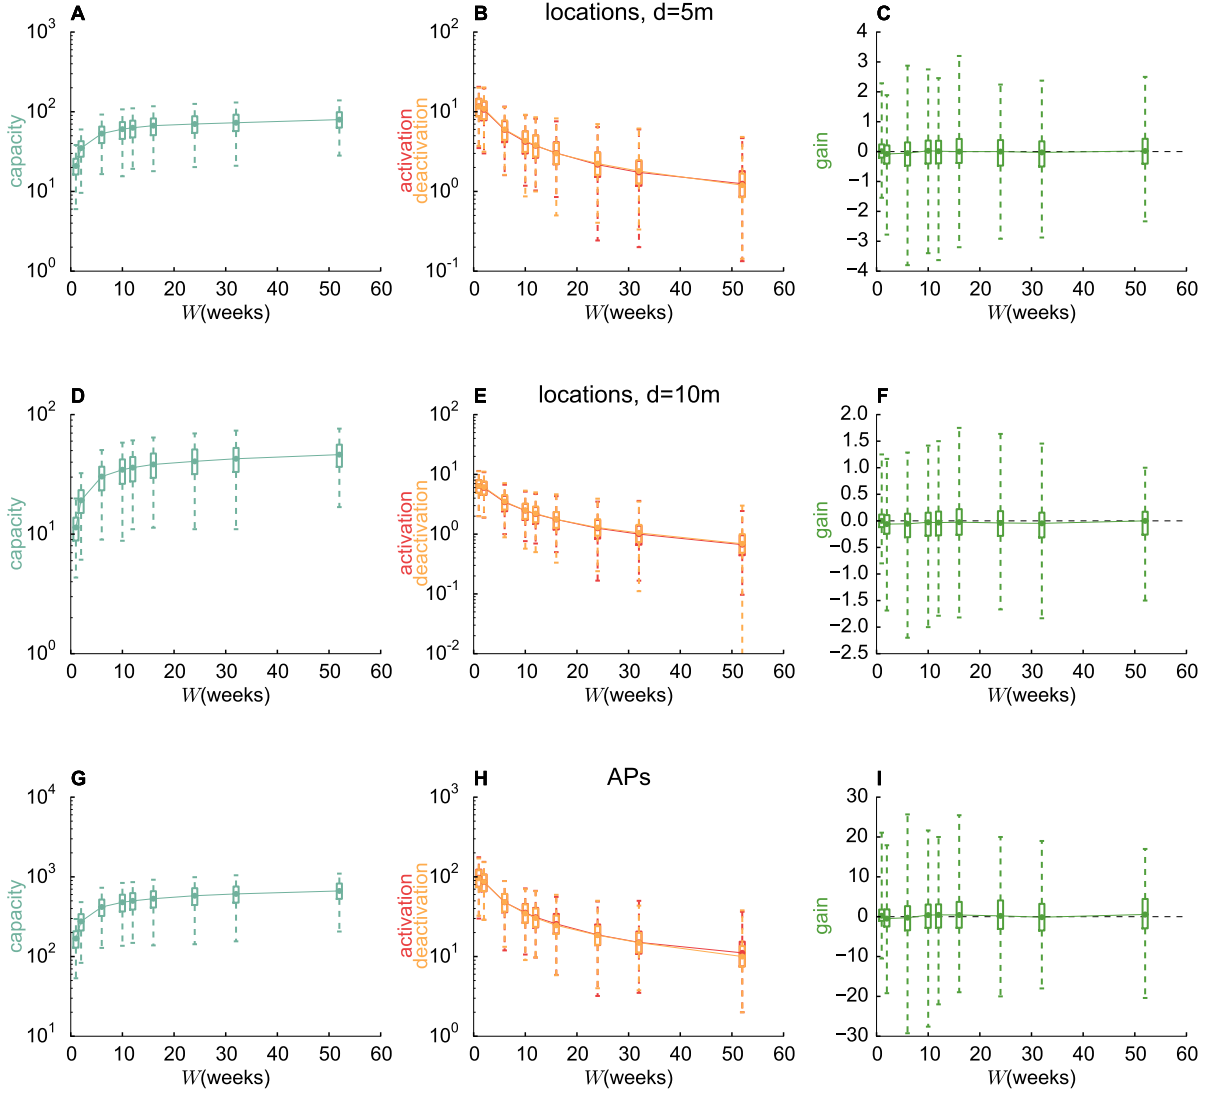 A
10³
10²
10¹
10⁰
capacity
0 10 20 30 40 50 60
W(weeks)
B
locations, d=5m
10²
10¹
10⁰
10⁻¹
activation
deactivation
0 10 20 30 40 50 60
W(weeks)
C
4
3
2
1
0
−1
−2
−3
−4
gain
0 10 20 30 40 50 60
W(weeks)
D
10²
10¹
10⁰
capacity
0 10 20 30 40 50 60
W(weeks)
E
locations, d=10m
10²
10¹
10⁰
10⁻¹
10⁻²
activation
deactivation
0 10 20 30 40 50 60
W(weeks)
F
2.0
1.5
1.0
0.5
0.0
−0.5
−1.0
−1.5
−2.0
−2.5
gain
0 10 20 30 40 50 60
W(weeks)
G
10⁴
10³
10²
10¹
capacity
0 10 20 30 40 50 60
W(weeks)
H
APs
10³
10²
10¹
10⁰
activation
deactivation
0 10 20 30 40 50 60
W(weeks)
I
30
20
10
0
−10
−20
−30
gain
0 10 20 30 40 50 60
W(weeks)